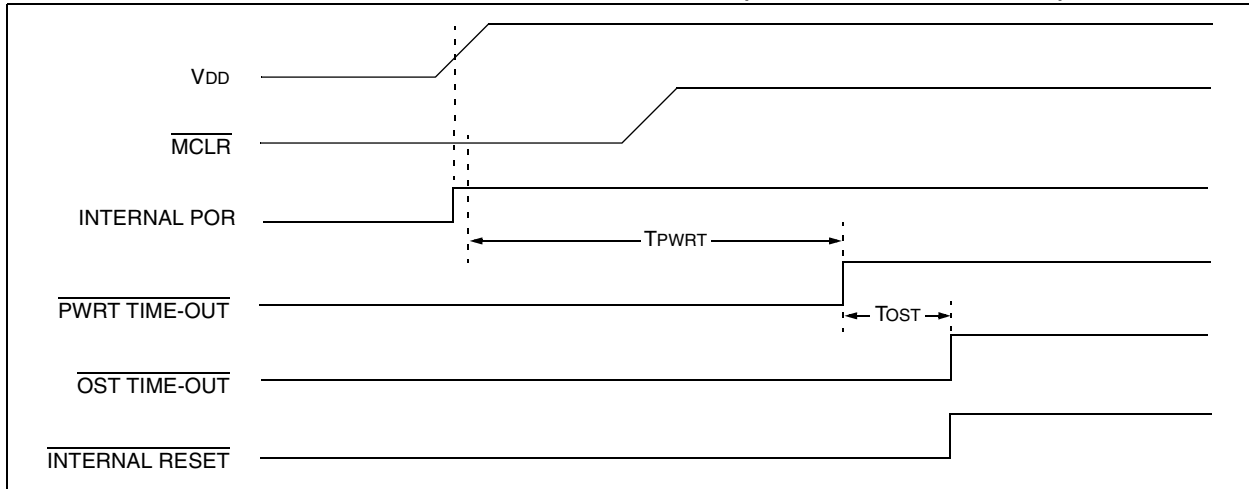 VDD
MCLR
INTERNAL POR
TPWRT
PWRT TIME-OUT
TOST
OST TIME-OUT
INTERNAL RESET